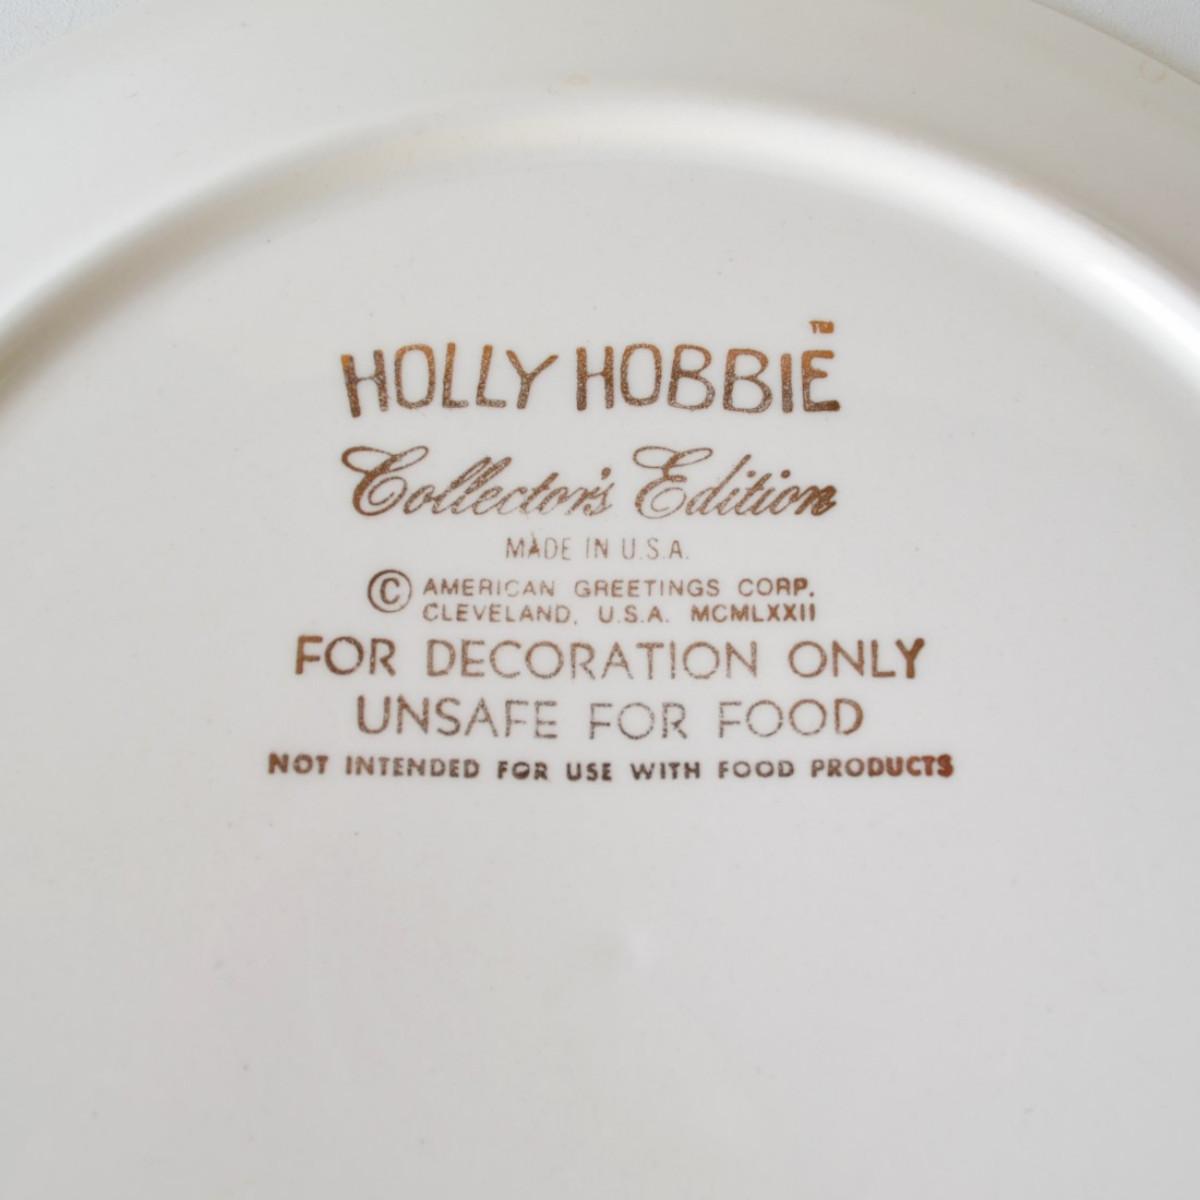 HOLLY HOBBIE™
Collector's Edition
MADE IN U.S.A.
© AMERICAN GREETINGS CORP.
CLEVELAND, U.S.A. MCMLXXII
FOR DECORATION ONLY
UNSAFE FOR FOOD
NOT INTENDED FOR USE WITH FOOD PRODUCTS